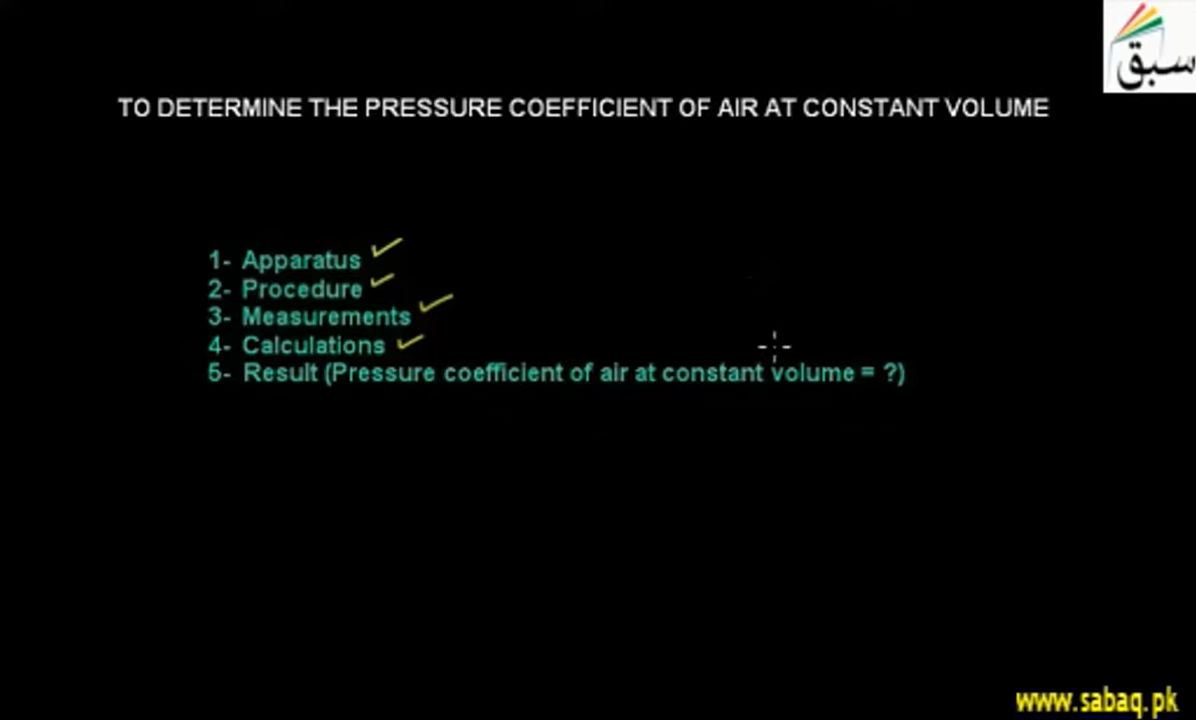 سبق
TO DETERMINE THE PRESSURE COEFFICIENT OF AIR AT CONSTANT VOLUME
1- Apparatus
2- Procedure
3- Measurements
4- Calculations
5- Result (Pressure coefficient of air at constant volume = ?)
www.sabaq.pk